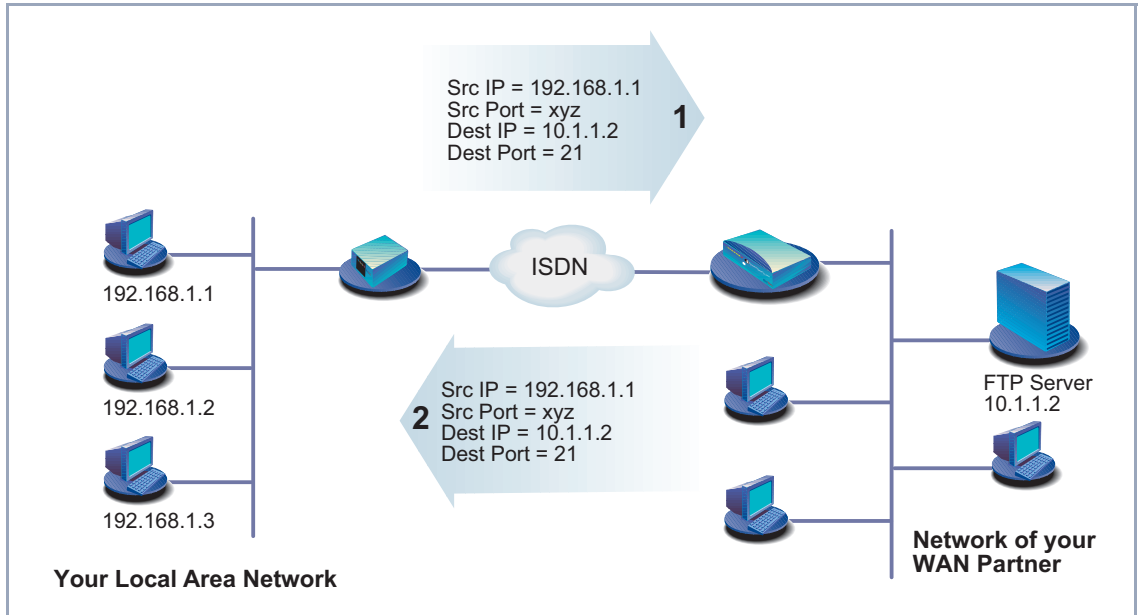 Src IP = 192.168.1.1
Src Port = xyz
Dest IP = 10.1.1.2
Dest Port = 21
1
192.168.1.1
ISDN
192.168.1.2
2
Src IP = 192.168.1.1
Src Port = xyz
Dest IP = 10.1.1.2
Dest Port = 21
FTP Server
10.1.1.2
192.168.1.3
Your Local Area Network
Network of your
WAN Partner